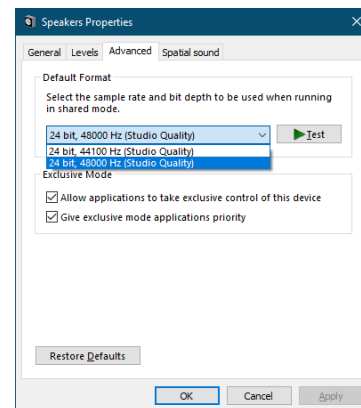 Speakers Properties
General Levels Advanced Spatial sound
Default Format
Select the sample rate and bit depth to be used when running
in shared mode.
24 bit, 48000 Hz (Studio Quality)
Test
24 bit, 44100 Hz (Studio Quality)
24 bit, 48000 Hz (Studio Quality)
Exclusive Mode
Allow applications to take exclusive control of this device
Give exclusive mode applications priority
Restore Defaults
OK Cancel Apply